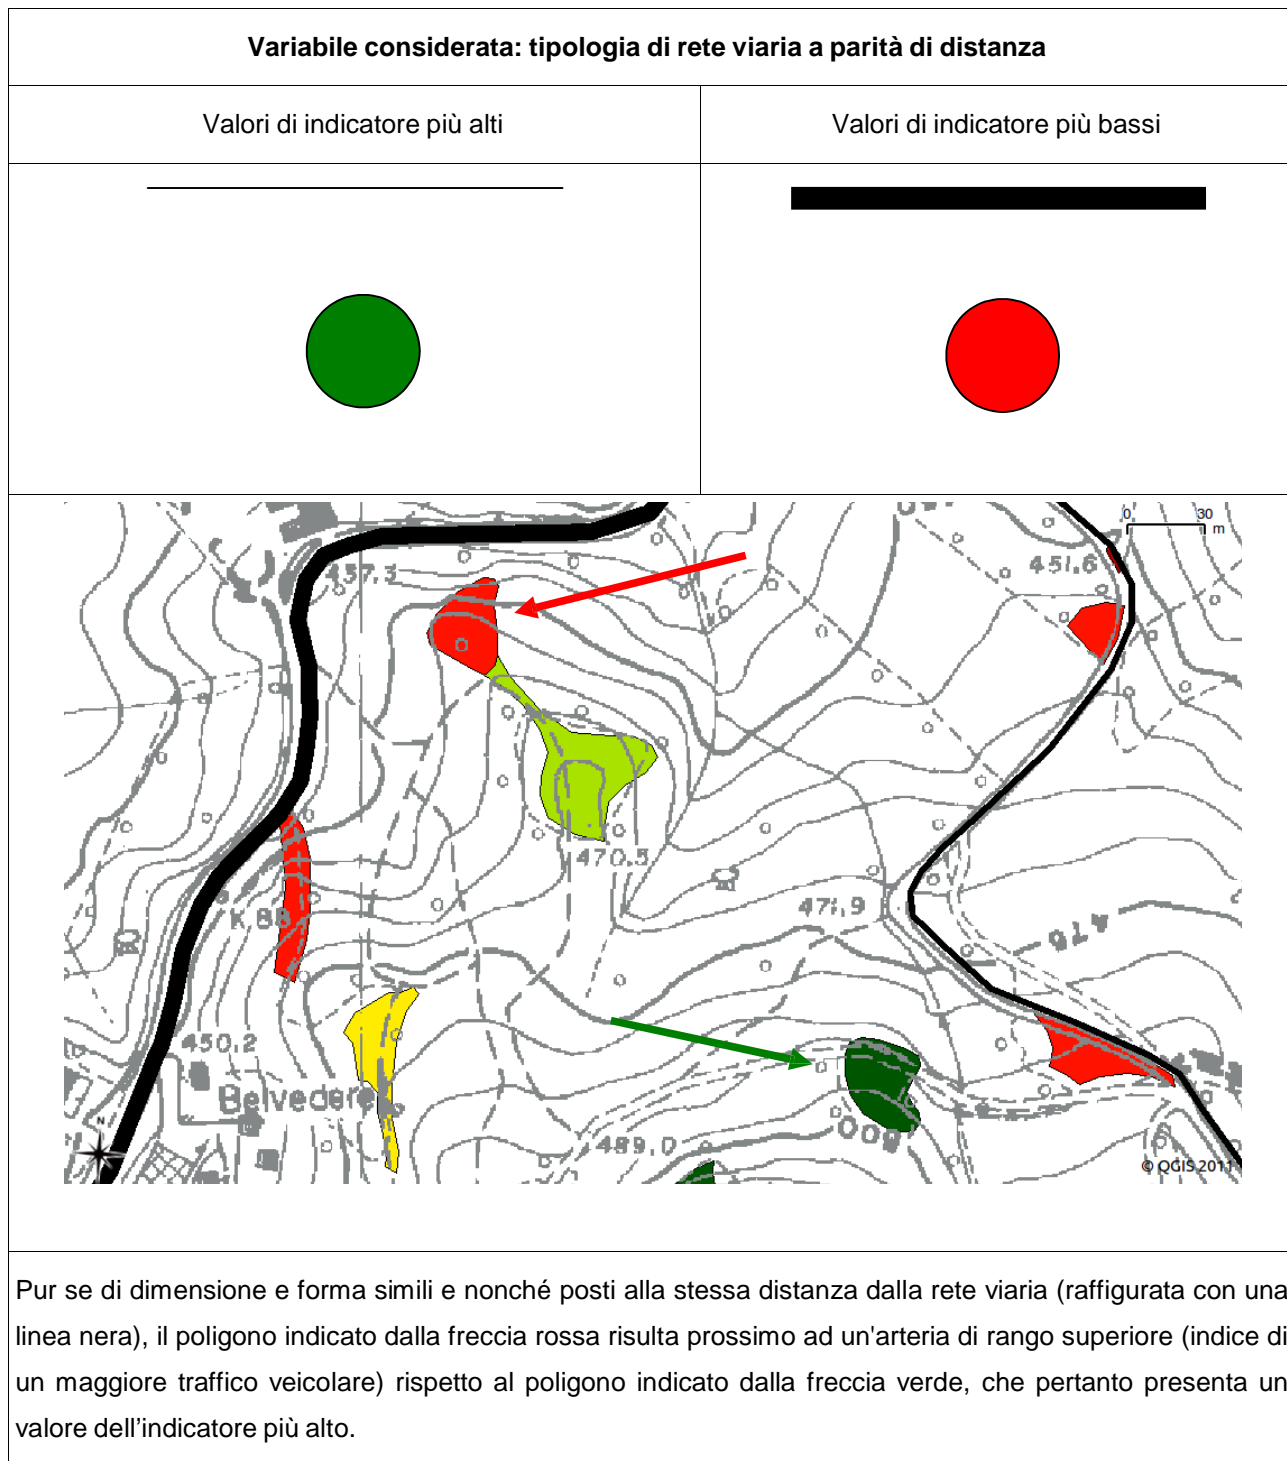 Variabile considerata: tipologia di rete viaria a parità di distanza
Valori di indicatore più alti
Valori di indicatore più bassi
0 30
m
457.3
451.6
470.5
471.9
K 88
475
450.2
Belvedere
500
489.0
N
© QGIS 2011
Pur se di dimensione e forma simili e nonché posti alla stessa distanza dalla rete viaria (raffigurata con una
linea nera), il poligono indicato dalla freccia rossa risulta prossimo ad un'arteria di rango superiore (indice di
un maggiore traffico veicolare) rispetto al poligono indicato dalla freccia verde, che pertanto presenta un
valore dell’indicatore più alto.